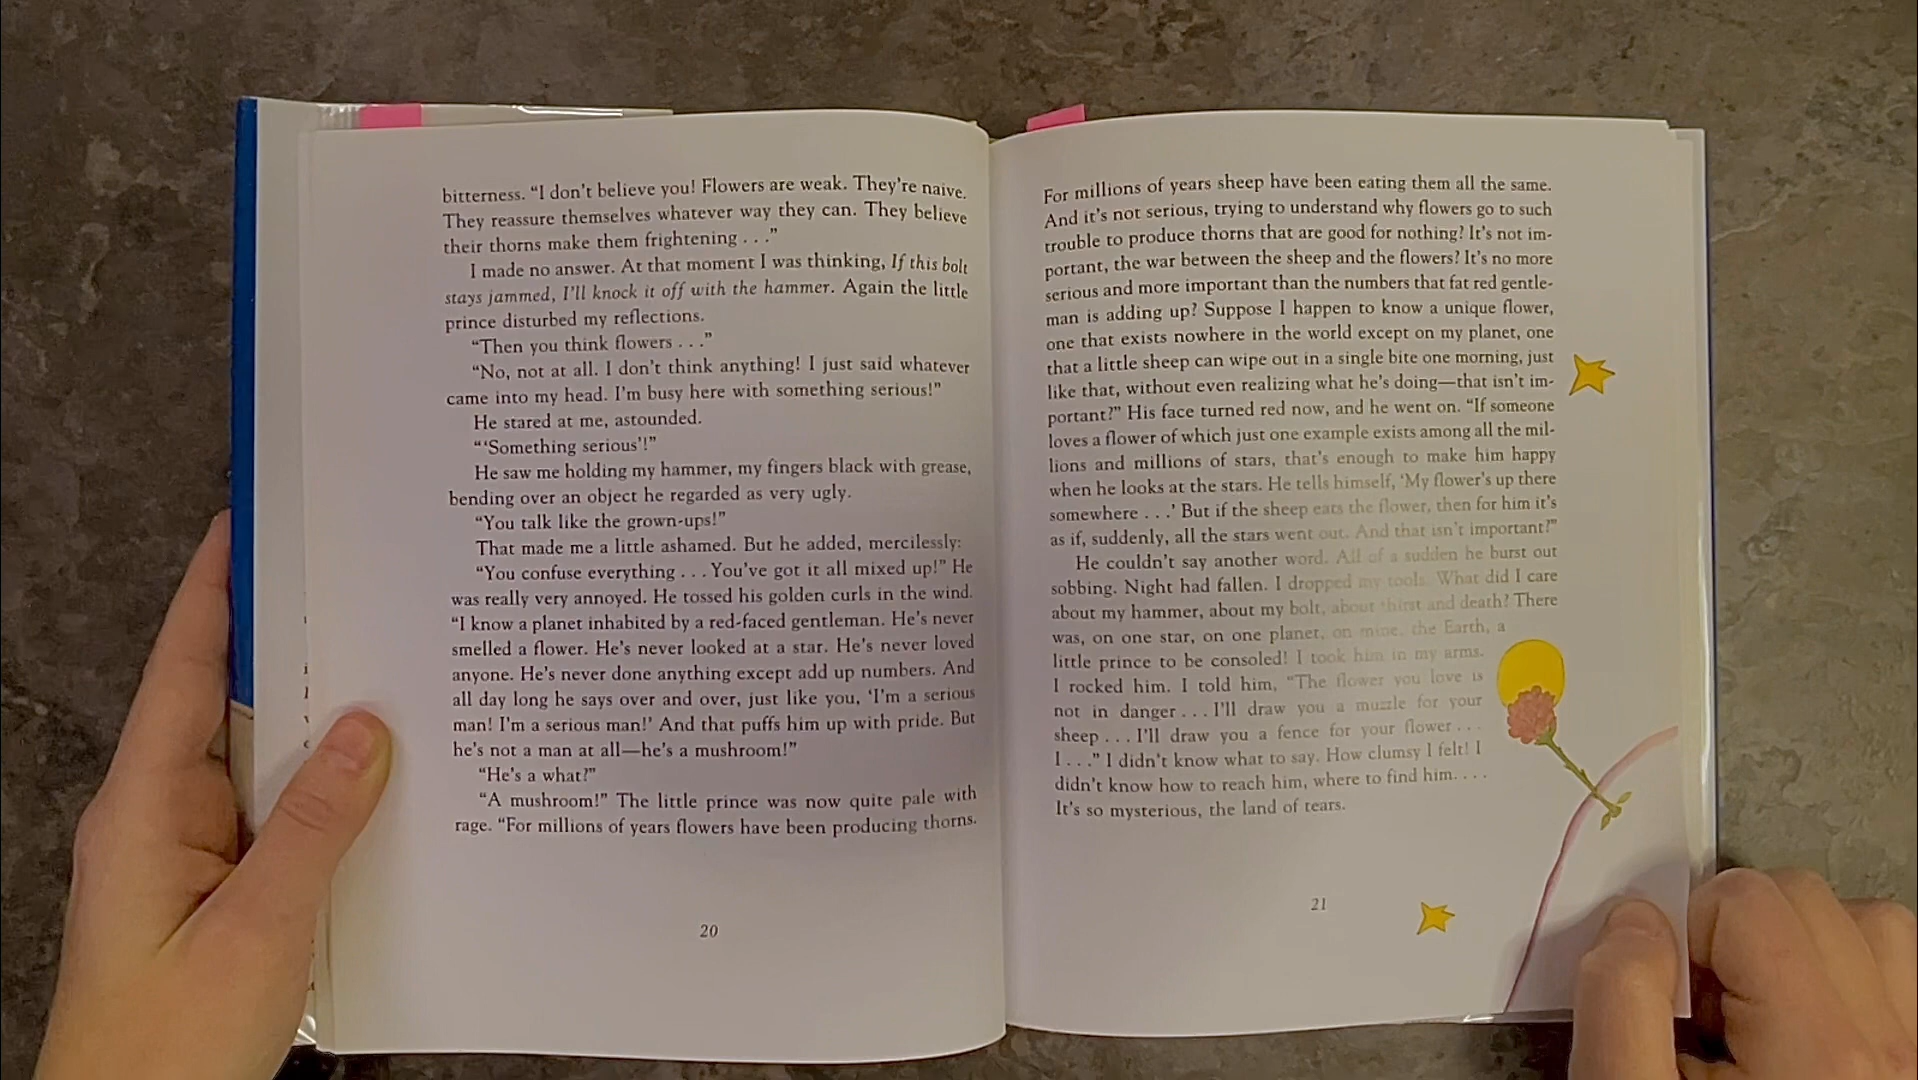 bitterness. “I don’t believe you! Flowers are weak. They’re naive.
They reassure themselves whatever way they can. They believe
their thorns make them frightening . . .”
I made no answer. At that moment I was thinking, If this bolt
stays jammed, I’ll knock it off with the hammer. Again the little
prince disturbed my reflections.
“Then you think flowers . . .”
“No, not at all. I don’t think anything! I just said whatever
came into my head. I’m busy here with something serious!”
He stared at me, astounded.
“‘Something serious’!”
He saw me holding my hammer, my fingers black with grease,
bending over an object he regarded as very ugly.
“You talk like the grown-ups!”
That made me a little ashamed. But he added, mercilessly:
“You confuse everything . . . You’ve got it all mixed up!” He
was really very annoyed. He tossed his golden curls in the wind.
“I know a planet inhabited by a red-faced gentleman. He’s never
smelled a flower. He’s never looked at a star. He’s never loved
anyone. He’s never done anything except add up numbers. And
all day long he says over and over, just like you, ‘I’m a serious
man! I’m a serious man!’ And that puffs him up with pride. But
he’s not a man at all—he’s a mushroom!”
“He’s a what?”
“A mushroom!” The little prince was now quite pale with
rage. “For millions of years flowers have been producing thorns.
20
For millions of years sheep have been eating them all the same.
And it’s not serious, trying to understand why flowers go to such
trouble to produce thorns that are good for nothing? It’s not im-
portant, the war between the sheep and the flowers? It’s no more
serious and more important than the numbers that fat red gentle-
man is adding up? Suppose I happen to know a unique flower,
one that exists nowhere in the world except on my planet, one
that a little sheep can wipe out in a single bite one morning, just
like that, without even realizing what he’s doing—that isn’t im-
portant?” His face turned red now, and he went on. “If someone
loves a flower of which just one example exists among all the mil-
lions and millions of stars, that’s enough to make him happy
when he looks at the stars. He tells himself, ‘My flower’s up there
somewhere . . .’ But if the sheep eats the flower, then for him it’s
as if, suddenly, all the stars went out. And that isn’t important?”
He couldn’t say another word. All of a sudden he burst out
sobbing. Night had fallen. I dropped my tools. What did I care
about my hammer, about my bolt, about thirst and death? There
was, on one star, on one planet, on mine, the Earth, a
little prince to be consoled! I took him in my arms.
I rocked him. I told him, “The flower you love is
not in danger . . . I’ll draw you a muzzle for your
sheep . . . I’ll draw you a fence for your flower . . .
I . . .” I didn’t know what to say. How clumsy I felt! I
didn’t know how to reach him, where to find him. . . .
It’s so mysterious, the land of tears.
21